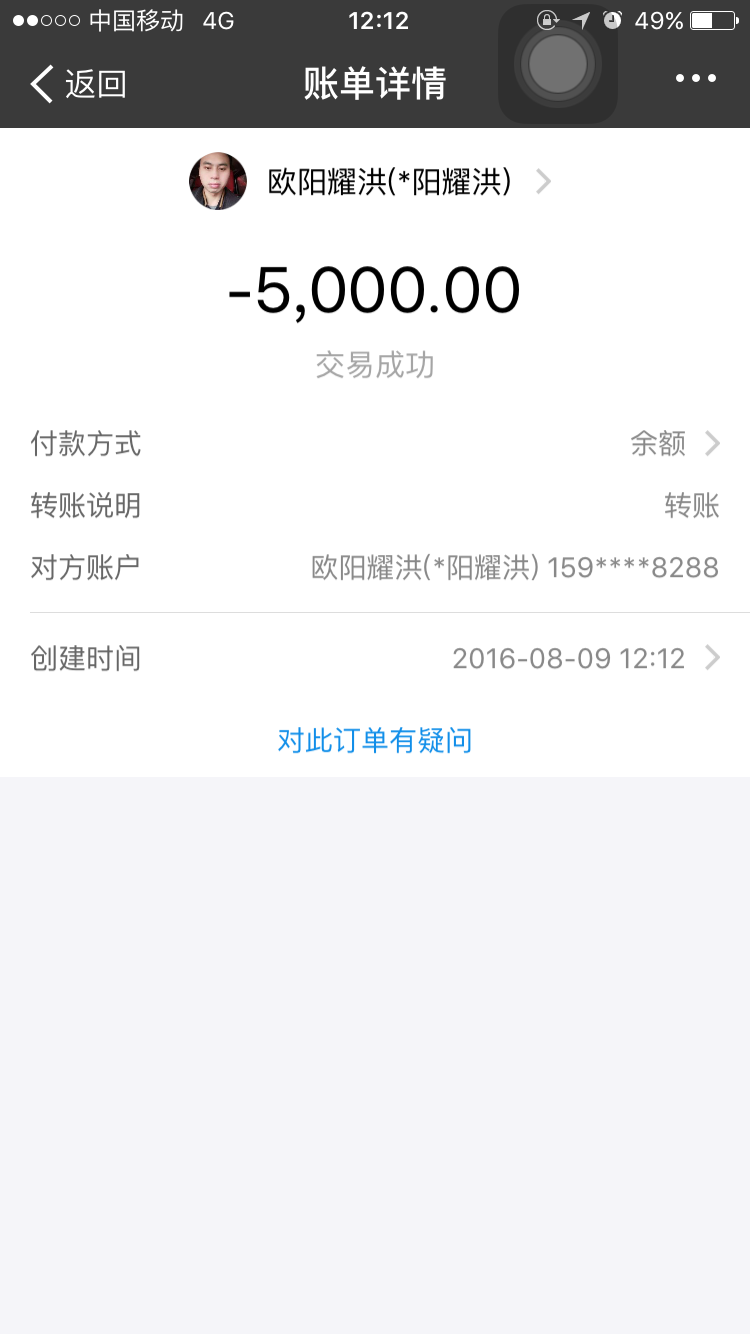 中国移动 4G 12:12 49%
返回 账单详情
欧阳耀洪(*阳耀洪)
-5,000.00
交易成功
付款方式 余额
转账说明 转账
对方账户 欧阳耀洪(*阳耀洪) 159****8288
创建时间 2016-08-09 12:12
对此订单有疑问